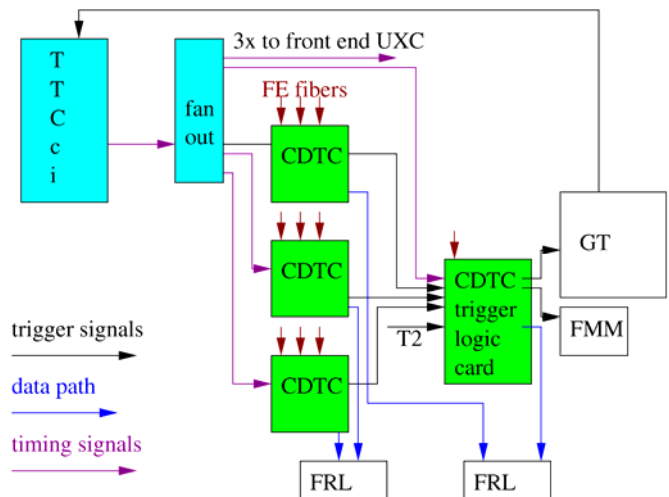 T
T
C
c
i
fan
out
3x to front end UXC
FE fibers
CDTC
CDTC
CDTC
CDTC
trigger
logic
card
T2
GT
FMM
trigger signals
data path
timing signals
FRL
FRL